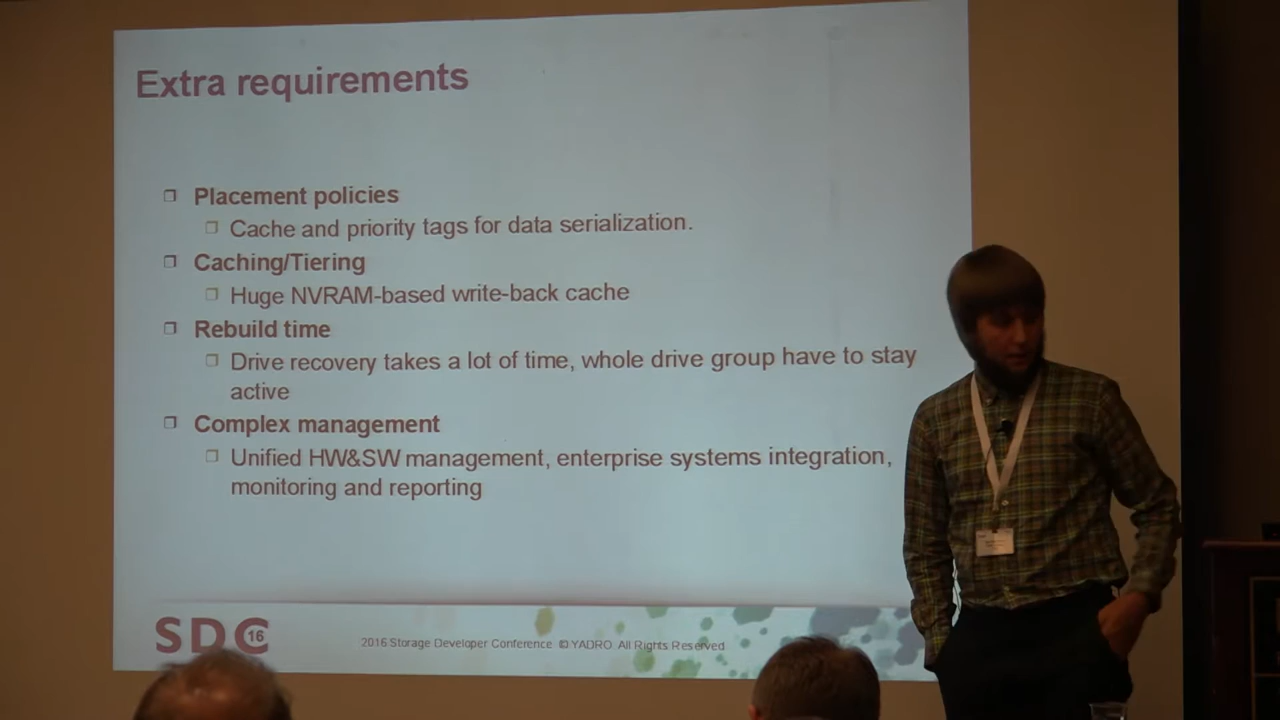 Extra requirements
Placement policies
Cache and priority tags for data serialization.
Caching/Tiering
Huge NVRAM-based write-back cache
Rebuild time
Drive recovery takes a lot of time, whole drive group have to stay
active
Complex management
Unified HW&SW management, enterprise systems integration,
monitoring and reporting
SDC 16
2016 Storage Developer Conference © YADRO. All Rights Reserved